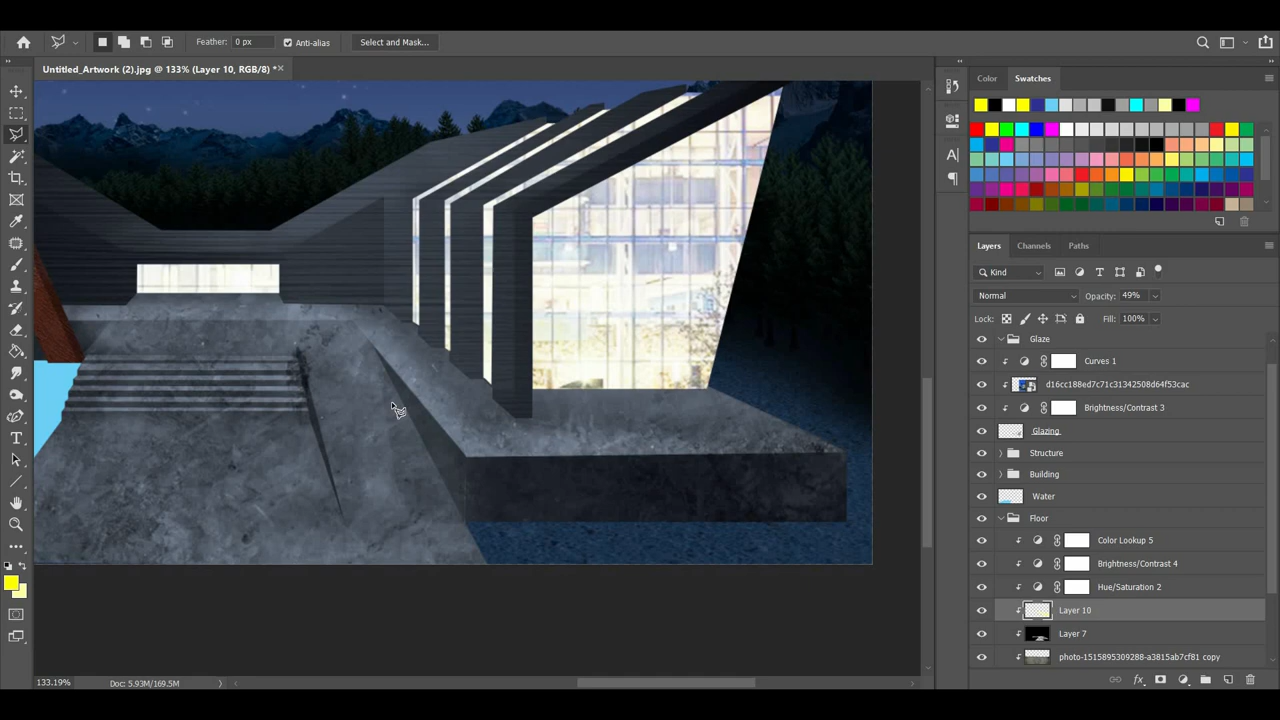 Feather: 0 px Anti-alias Select and Mask...
Untitled_Artwork (2).jpg @ 133% (Layer 10, RGB/8) *
Color Swatches
Layers Channels Paths
Kind
Normal Opacity: 49%
Lock: Fill: 100%
Glaze
Curves 1
d16cc188ed7c71c31342508d64f53cac
Brightness/Contrast 3
Glazing
Structure
Building
Water
Floor
Color Lookup 5
Brightness/Contrast 4
Hue/Saturation 2
Layer 10
Layer 7
photo-1515895309288-a3815ab7cf81 copy
133.19% Doc: 5.93M/169.5M